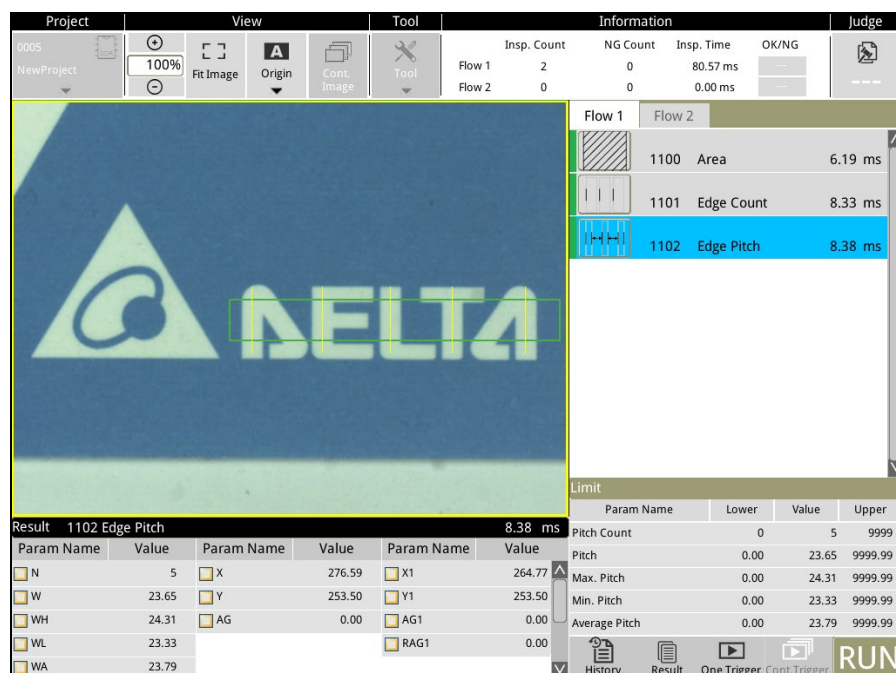 Project View Tool Information Judge
0005
NewProject
100%
Fit Image
A
Origin
Cont. Image
Tool
Insp. Count NG Count Insp. Time OK/NG
Flow 1 2 0 80.57 ms ---
Flow 2 0 0 0.00 ms ---
---
Flow 1 Flow 2
1100 Area 6.19 ms
1101 Edge Count 8.33 ms
1102 Edge Pitch 8.38 ms
DELTA
Limit
Param Name Lower Value Upper
Pitch Count 0 5 9999
Pitch 0.00 23.65 9999.99
Max. Pitch 0.00 24.31 9999.99
Min. Pitch 0.00 23.33 9999.99
Average Pitch 0.00 23.79 9999.99
Result 1102 Edge Pitch 8.38 ms
Param Name Value Param Name Value Param Name Value
N 5 X 276.59 X1 264.77
W 23.65 Y 253.50 Y1 253.50
WH 24.31 AG 0.00 AG1 0.00
WL 23.33 RAG1 0.00
WA 23.79
History Result One Trigger Cont.Trigger RUN